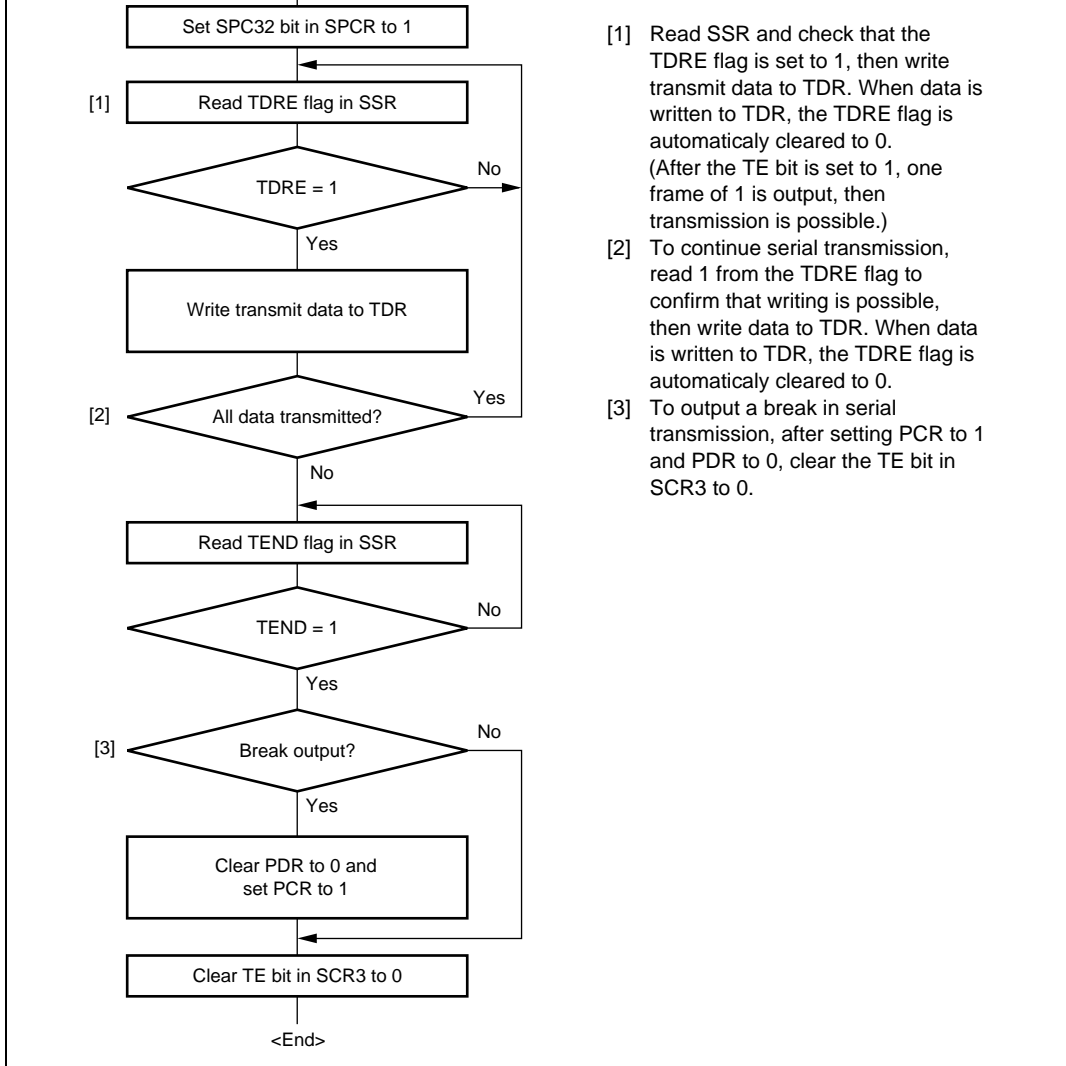 Set SPC32 bit in SPCR to 1
[1] Read TDRE flag in SSR
TDRE = 1
No
Yes
Write transmit data to TDR
[2] All data transmitted?
Yes
No
Read TEND flag in SSR
TEND = 1
No
Yes
[3] Break output?
No
Yes
Clear PDR to 0 and
set PCR to 1
Clear TE bit in SCR3 to 0
<End>
[1] Read SSR and check that the
TDRE flag is set to 1, then write
transmit data to TDR. When data is
written to TDR, the TDRE flag is
automaticaly cleared to 0.
(After the TE bit is set to 1, one
frame of 1 is output, then
transmission is possible.)
[2] To continue serial transmission,
read 1 from the TDRE flag to
confirm that writing is possible,
then write data to TDR. When data
is written to TDR, the TDRE flag is
automaticaly cleared to 0.
[3] To output a break in serial
transmission, after setting PCR to 1
and PDR to 0, clear the TE bit in
SCR3 to 0.